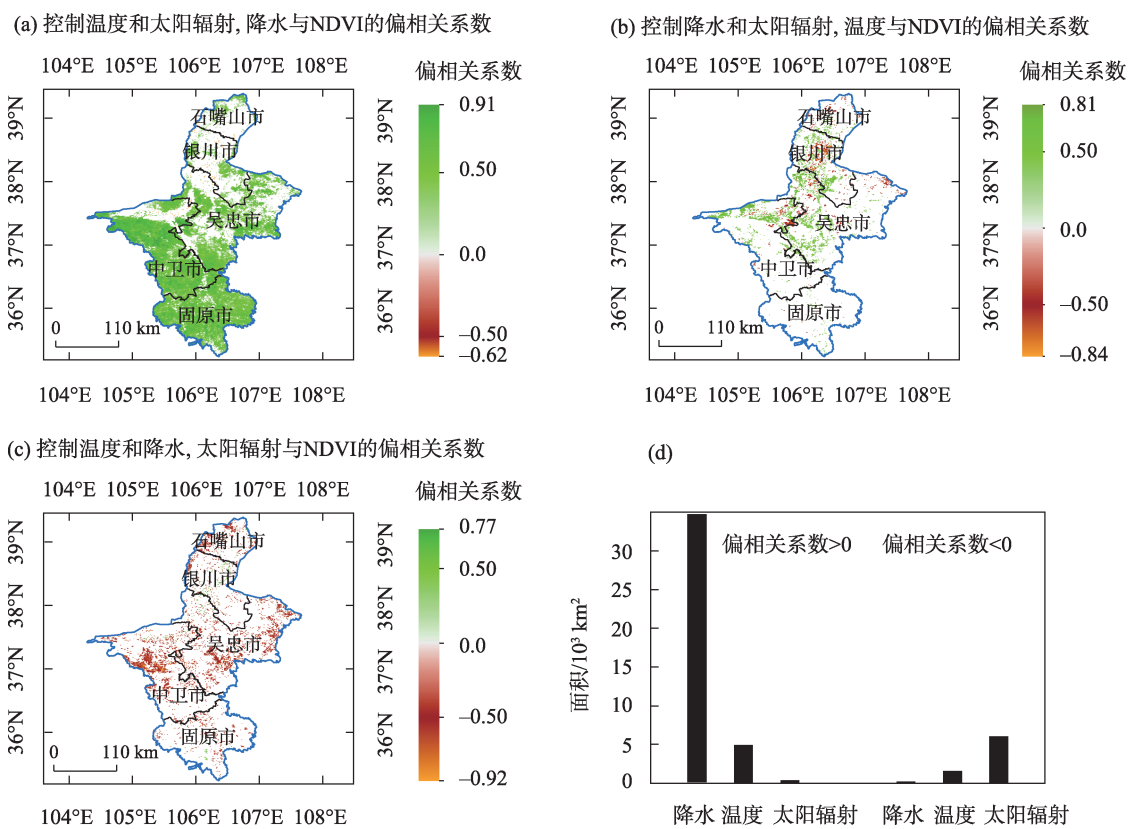 (a) 控制温度和太阳辐射, 降水与NDVI的偏相关系数
104°E 105°E 106°E 107°E 108°E
偏相关系数
39°N
38°N
37°N
36°N
石嘴山市
银川市
吴忠市
中卫市
固原市
0 110 km
39°N
38°N
37°N
36°N
0.91
0.50
0.0
−0.50
−0.62
104°E 105°E 106°E 107°E 108°E
(b) 控制降水和太阳辐射, 温度与NDVI的偏相关系数
104°E 105°E 106°E 107°E 108°E
偏相关系数
39°N
38°N
37°N
36°N
石嘴山市
银川市
吴忠市
中卫市
固原市
0 110 km
39°N
38°N
37°N
36°N
0.81
0.50
0.0
−0.50
−0.84
104°E 105°E 106°E 107°E 108°E
(c) 控制温度和降水, 太阳辐射与NDVI的偏相关系数
104°E 105°E 106°E 107°E 108°E
偏相关系数
39°N
38°N
37°N
36°N
石嘴山市
银川市
吴忠市
中卫市
固原市
0 110 km
39°N
38°N
37°N
36°N
0.77
0.50
0.0
−0.50
−0.92
104°E 105°E 106°E 107°E 108°E
(d)
偏相关系数>0 偏相关系数<0
面积/10³ km²
30
25
20
15
10
5
0
降水 温度 太阳辐射 降水 温度 太阳辐射